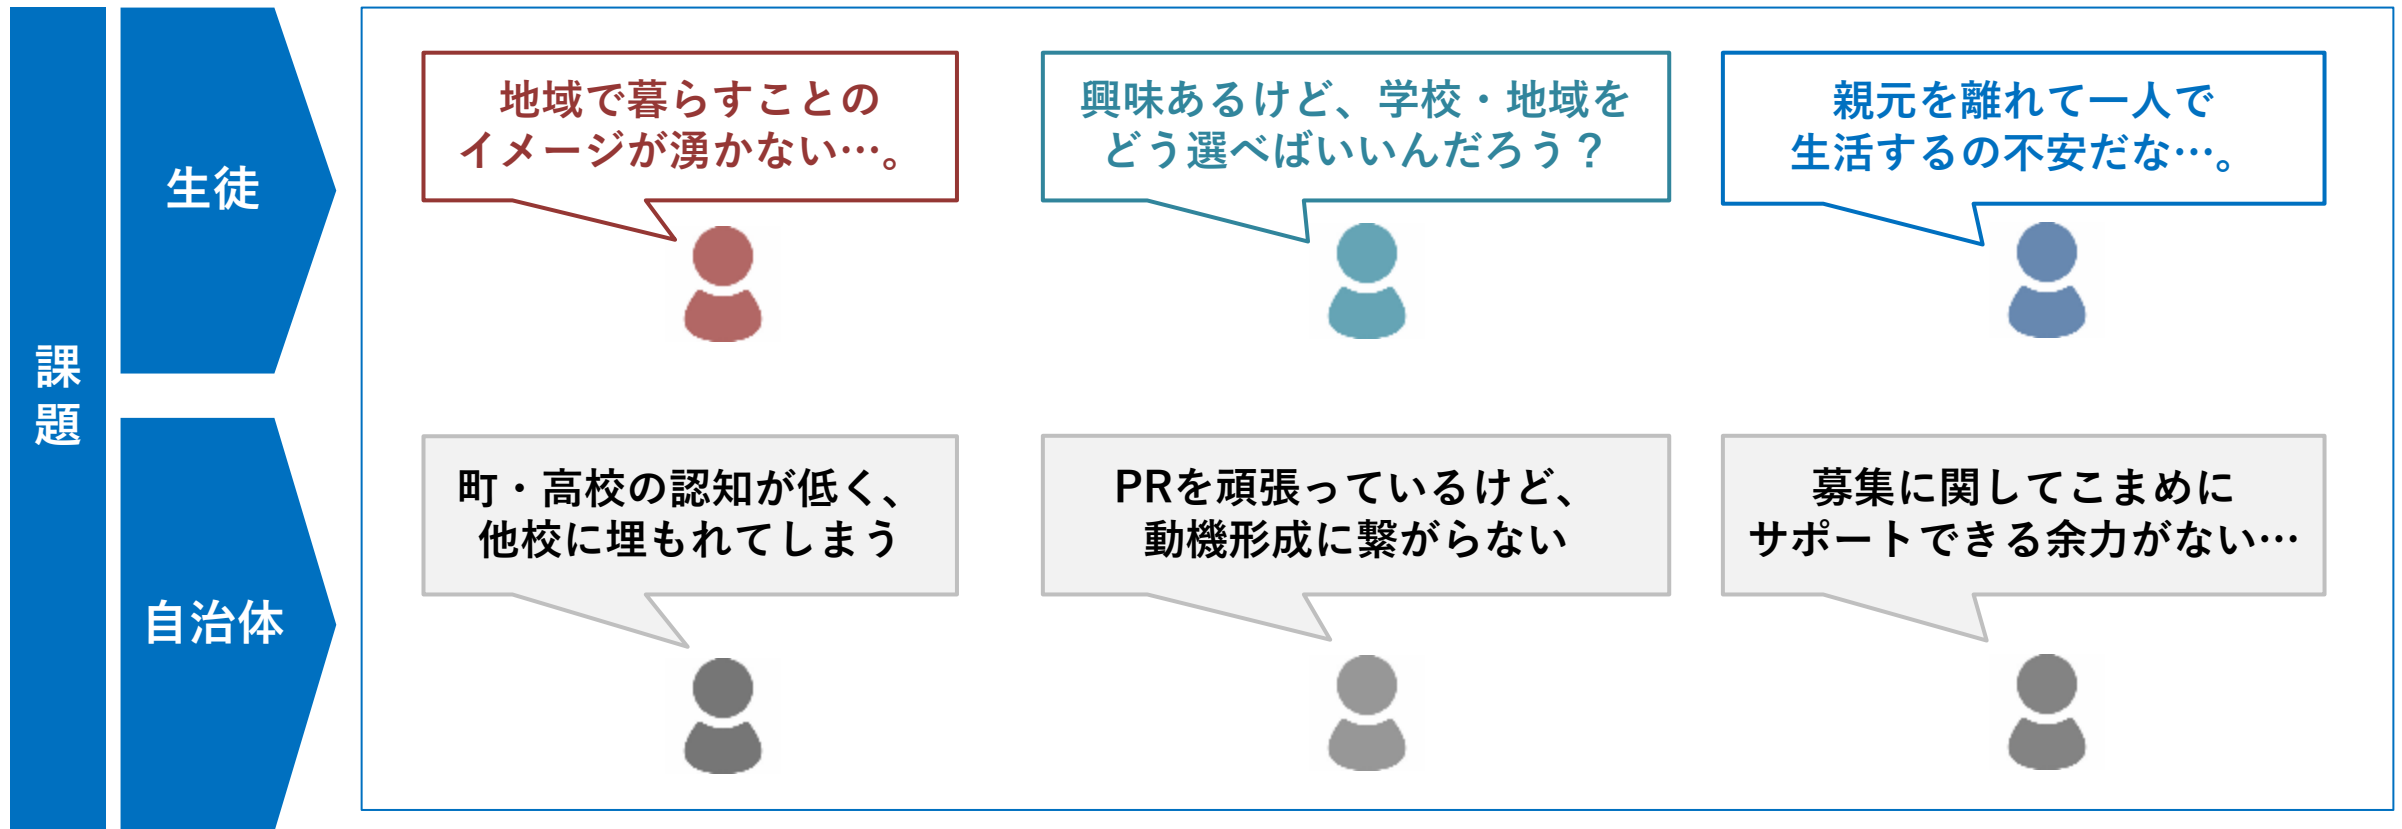 課
題
生徒
地域で暮らすことの
イメージが湧かない…。
興味あるけど、学校・地域を
どう選べばいいんだろう？
親元を離れて一人で
生活するの不安だな…。
自治体
町・高校の認知が低く、
他校に埋もれてしまう
PRを頑張っているけど、
動機形成に繋がらない
募集に関してこまめに
サポートできる余力がない…